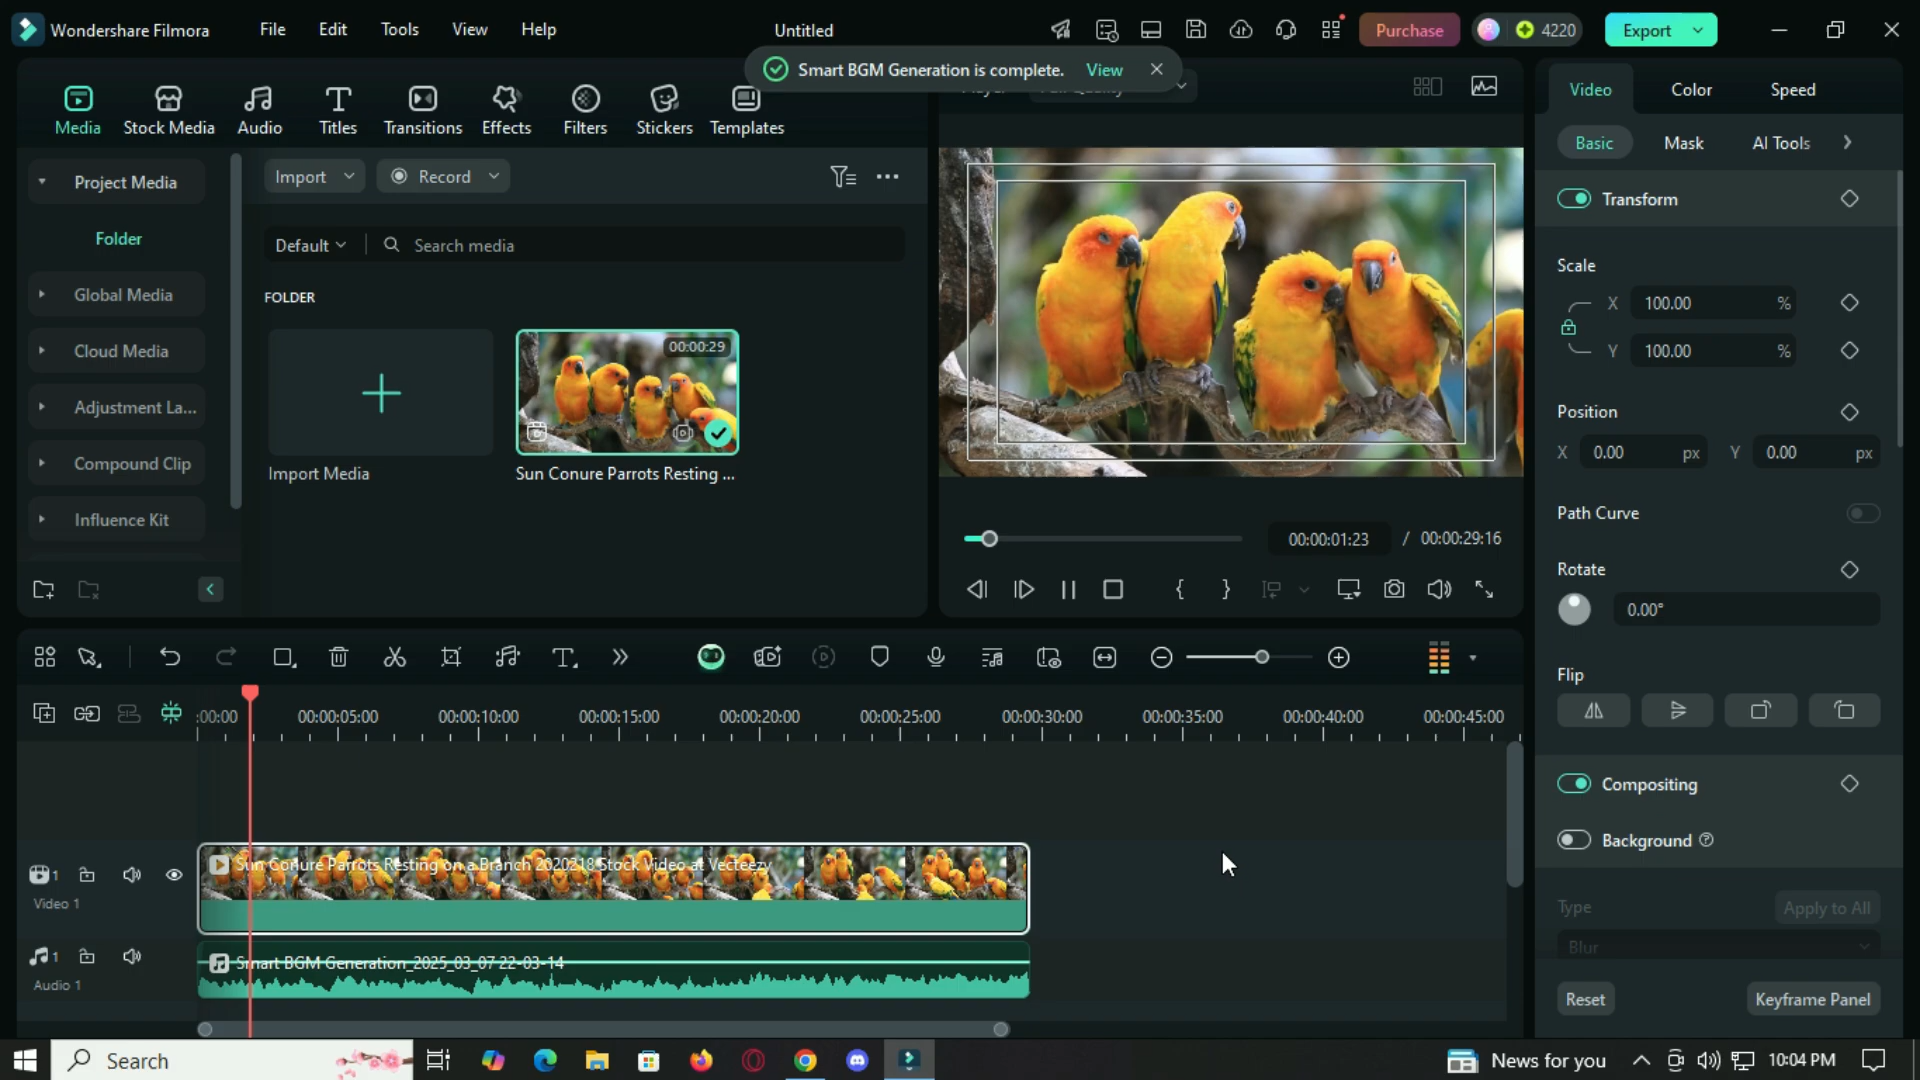 Wondershare Filmora
File
Edit
Tools
View
Help
Untitled
Purchase
4220
Export
Smart BGM Generation is complete.
View
Media
Stock Media
Audio
Titles
Transitions
Effects
Filters
Stickers
Templates
Full Quality
Project Media
Folder
Global Media
Cloud Media
Adjustment La...
Compound Clip
Influence Kit
Import
Record
Default
Search media
FOLDER
Import Media
00:00:29
Sun Conure Parrots Resting ...
00:00:01:23
/
00:00:29:16
{
}
Video
Color
Speed
Basic
Mask
AI Tools
Transform
Scale
X
100.00
%
Y
100.00
%
Position
X
0.00
px
Y
0.00
px
Path Curve
Rotate
0.00°
Flip
Compositing
Background
Type
Apply to All
Blur
Reset
Keyframe Panel
:00:00
00:00:05:00
00:00:10:00
00:00:15:00
00:00:20:00
00:00:25:00
00:00:30:00
00:00:35:00
00:00:40:00
00:00:45:00
1
Video 1
Sun Conure Parrots Resting on a Branch 2020218 Stock Video at Vecteezy
1
Audio 1
Smart BGM Generation_2025_03_07 22-03-14
Search
News for you
10:04 PM